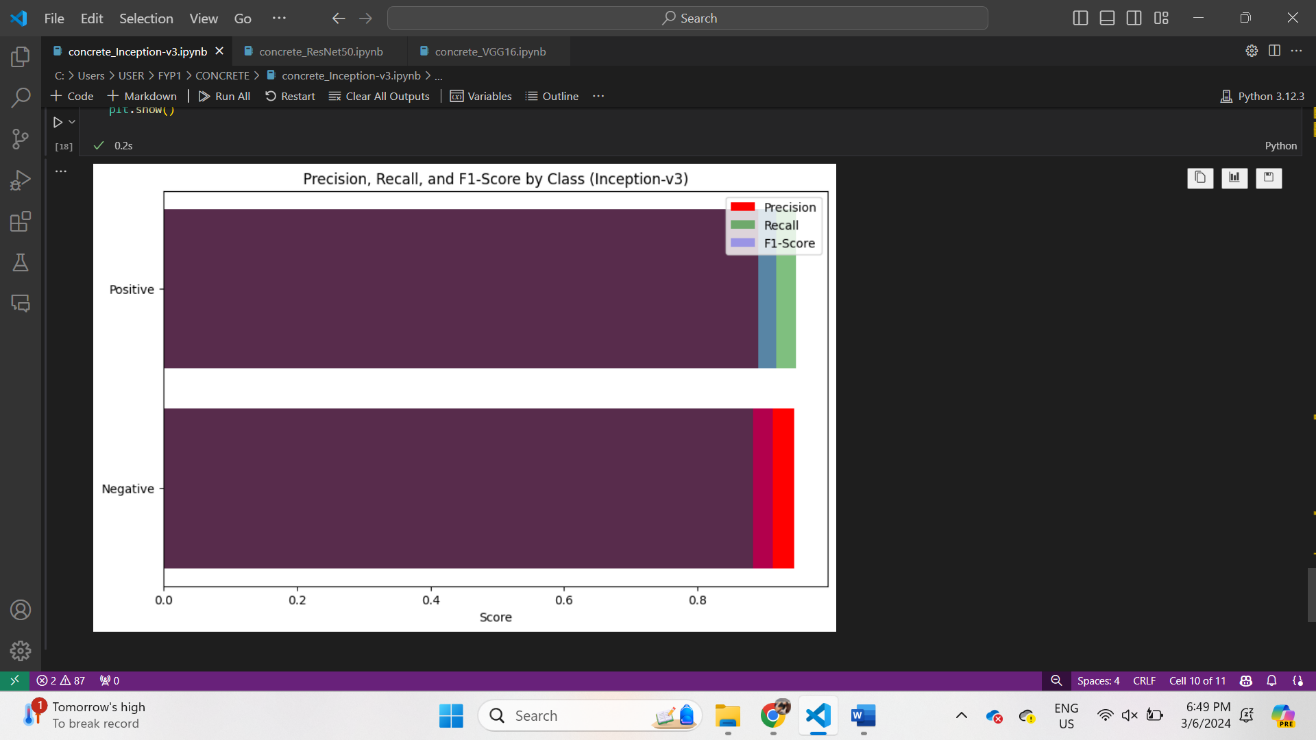 File Edit Selection View Go ··· Search
concrete_Inception-v3.ipynb concrete_ResNet50.ipynb concrete_VGG16.ipynb
C: > Users > USER > FYP1 > CONCRETE > concrete_Inception-v3.ipynb > ...
+ Code + Markdown Run All Restart Clear All Outputs Variables Outline ··· Python 3.12.3
plt.show()
[18] 0.2s Python
Precision, Recall, and F1-Score by Class (Inception-v3)
Precision
Recall
F1-Score
Positive
Negative
0.0 0.2 0.4 0.6 0.8
Score
2 87 0 Spaces: 4 CRLF Cell 10 of 11
1 Tomorrow's high
To break record
Search
ENG
US
6:49 PM
3/6/2024
PRE